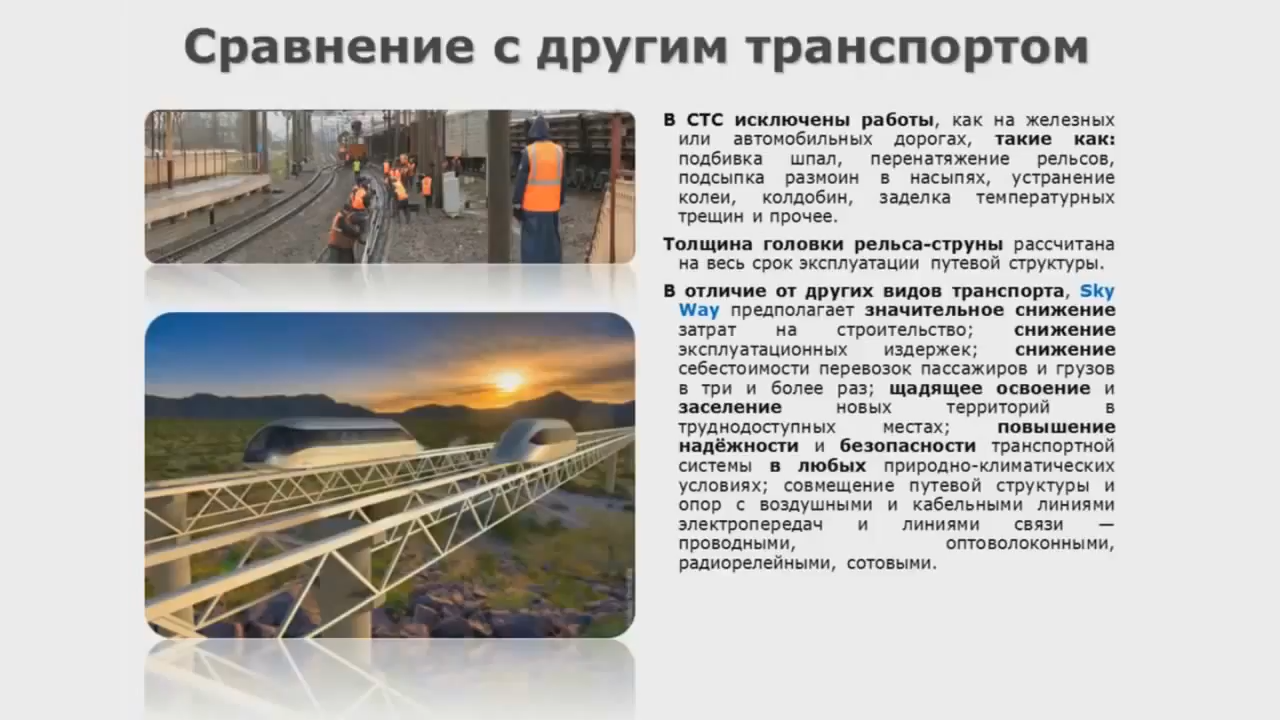 Сравнение с другим транспортом
В СТС исключены работы, как на железных
или автомобильных дорогах, такие как:
подбивка шпал, перенатяжение рельсов,
подсыпка размоин в насыпях, устранение
колеи, колдобин, заделка температурных
трещин и прочее.
Толщина головки рельса-струны рассчитана
на весь срок эксплуатации путевой структуры.
В отличие от других видов транспорта, Sky
Way предполагает значительное снижение
затрат на строительство; снижение
эксплуатационных издержек; снижение
себестоимости перевозок пассажиров и грузов
в три и более раз; щадящее освоение и
заселение новых территорий в
труднодоступных местах; повышение
надёжности и безопасности транспортной
системы в любых природно-климатических
условиях; совмещение путевой структуры и
опор с воздушными и кабельными линиями
электропередач и линиями связи —
проводными, оптоволоконными,
радиорелейными, сотовыми.